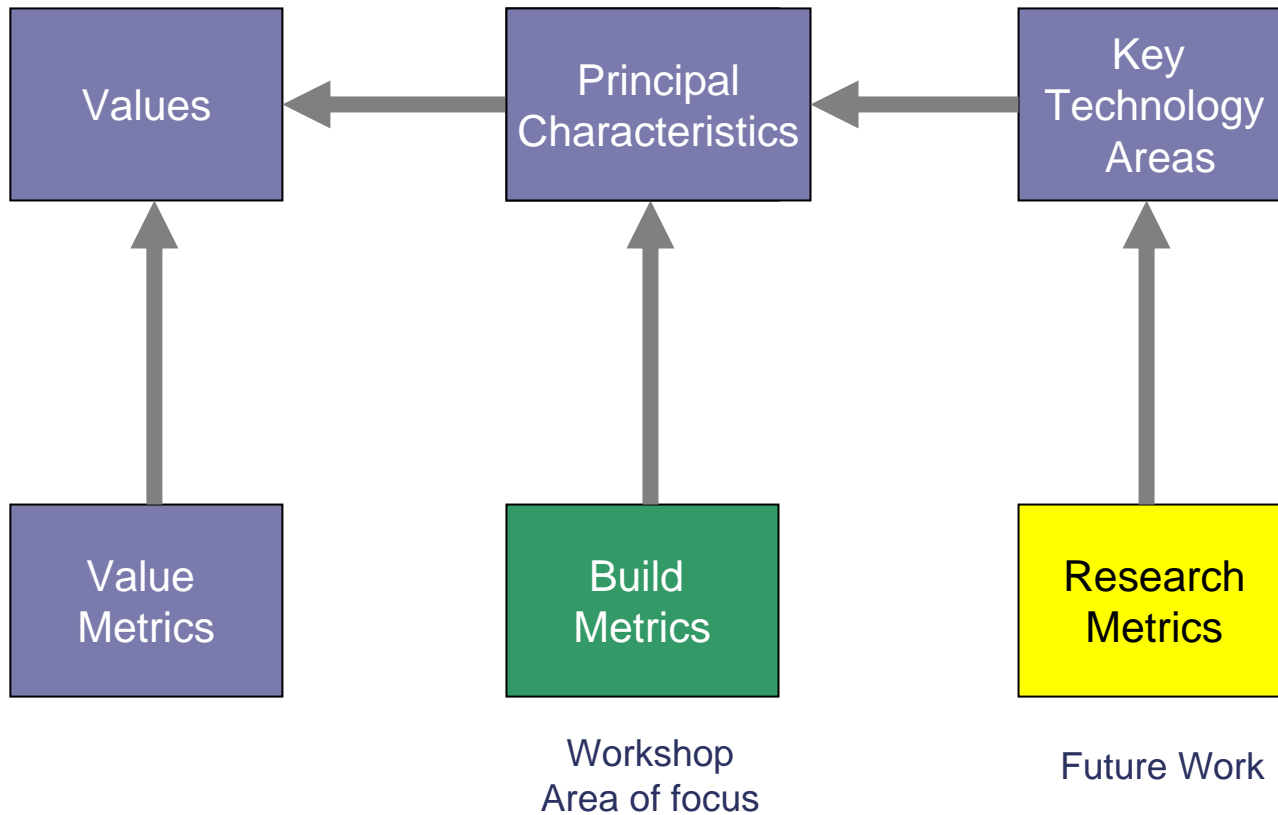 Values
Principal
Characteristics
Key
Technology
Areas
Value
Metrics
Build
Metrics
Research
Metrics
Workshop
Area of focus
Future Work